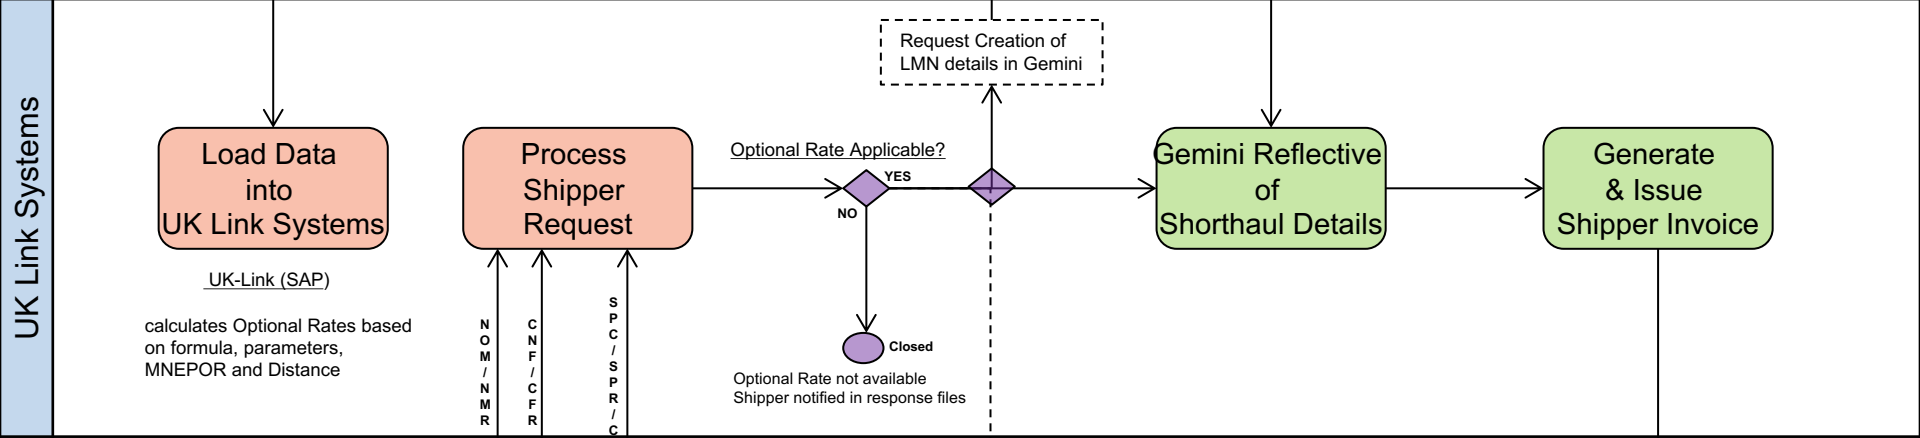 UK Link Systems
Request Creation of
LMN details in Gemini
Load Data
into
UK Link Systems
Process
Shipper
Request
Optional Rate Applicable?
YES
NO
Gemini Reflective
of
Shorthaul Details
Generate
& Issue
Shipper Invoice
UK-Link (SAP)
calculates Optional Rates based
on formula, parameters,
MNEPOR and Distance
NOM/NMR
CNF/CFR
SPC/SPR/C
Closed
Optional Rate not available
Shipper notified in response files